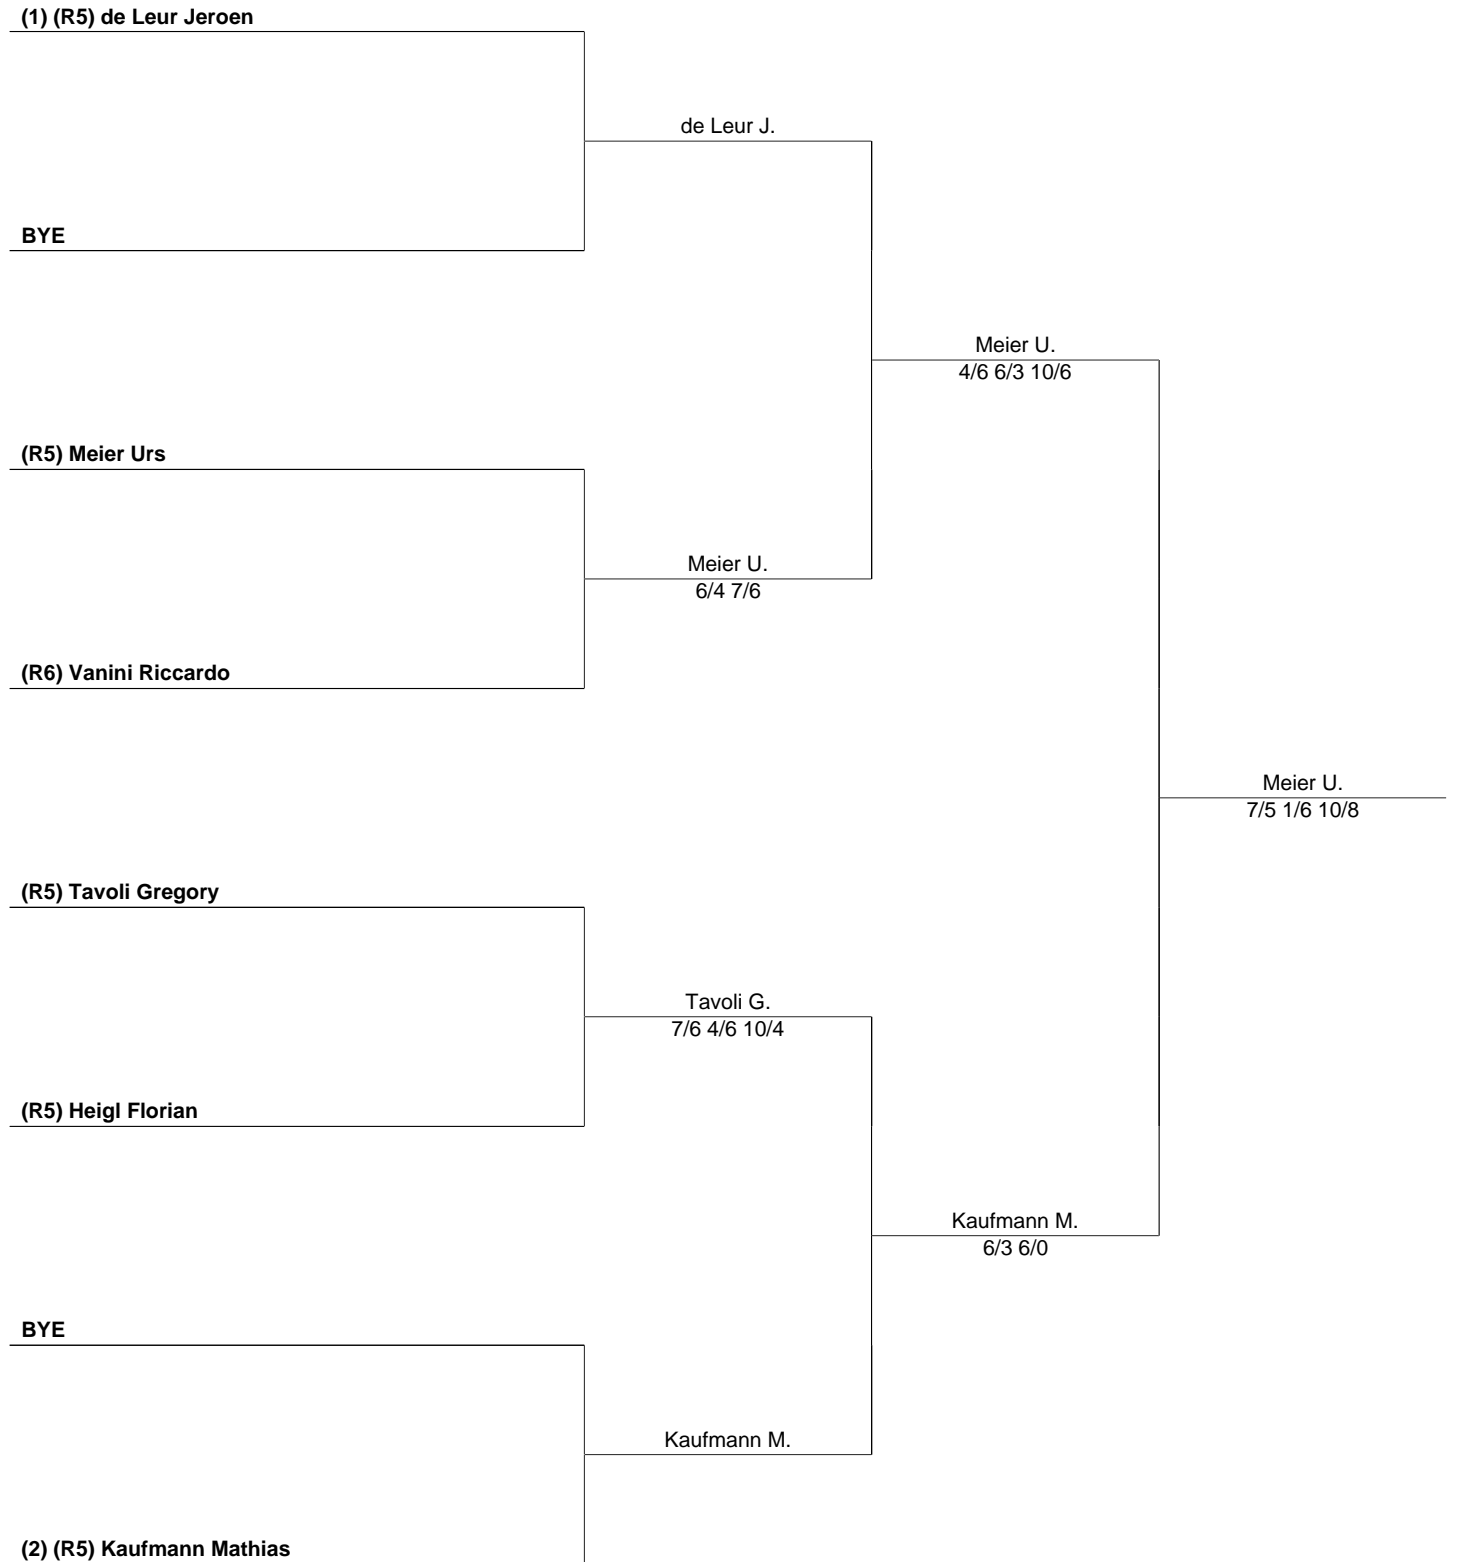 (1) (R5) de Leur Jeroen
de Leur J.
BYE
Meier U.
4/6 6/3 10/6
(R5) Meier Urs
Meier U.
6/4 7/6
(R6) Vanini Riccardo
Meier U.
7/5 1/6 10/8
(R5) Tavoli Gregory
Tavoli G.
7/6 4/6 10/4
(R5) Heigl Florian
Kaufmann M.
6/3 6/0
BYE
Kaufmann M.
(2) (R5) Kaufmann Mathias